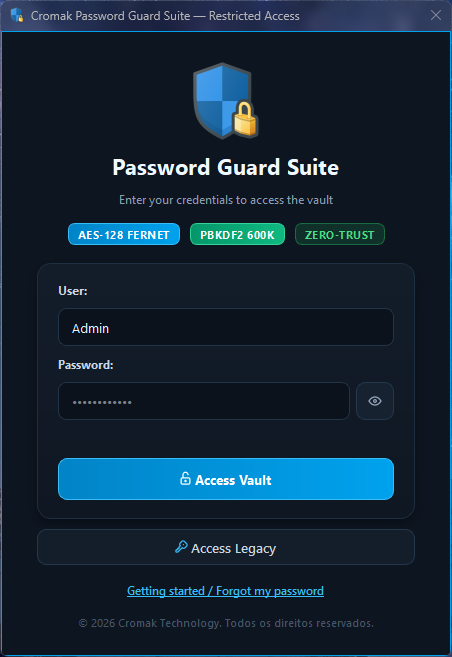 Cromak Password Guard Suite — Restricted Access
Password Guard Suite
Enter your credentials to access the vault
AES-128 FERNET PBKDF2 600K ZERO-TRUST
User:
Admin
Password:
••••••••••••
Access Vault
Access Legacy
Getting started / Forgot my password
© 2026 Cromak Technology. Todos os direitos reservados.